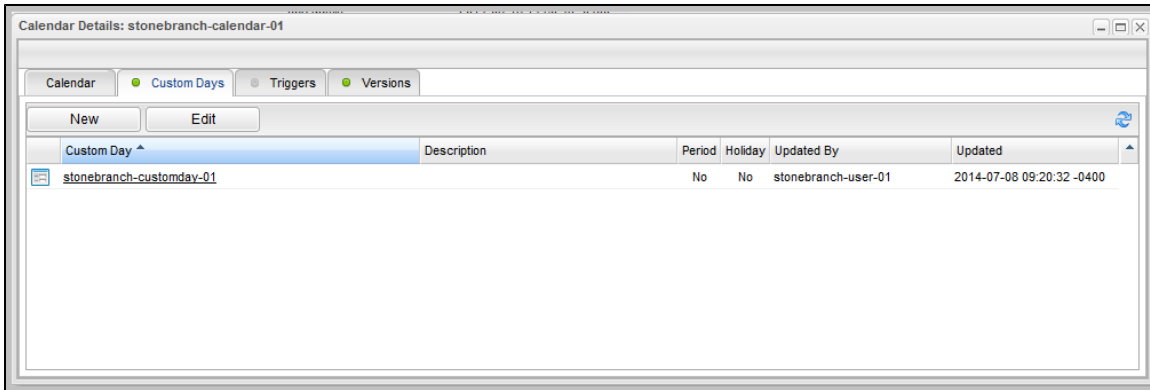 Calendar Details: stonebranch-calendar-01
Calendar Custom Days Triggers Versions
New Edit
Custom Day Description Period Holiday Updated By Updated
stonebranch-customday-01 No No stonebranch-user-01 2014-07-08 09:20:32 -0400